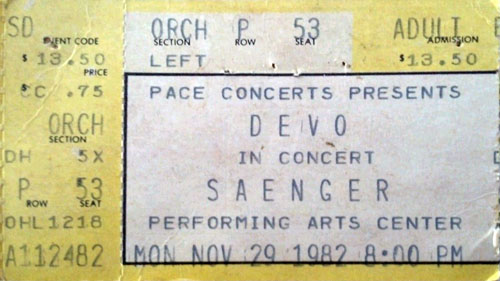 SD ORCH P 53 ADULT
EVENT CODE SECTION ROW SEAT ADMISSION
$ 13.50 LEFT $13.50
PRICE
CC .75 PACE CONCERTS PRESENTS
ORCH DEVO
SECTION
DH 5X IN CONCERT
P 53 SAENGER
ROW SEAT
OHL1218 PERFORMING ARTS CENTER
A112482 MON NOV 29 1982 8:00 PM